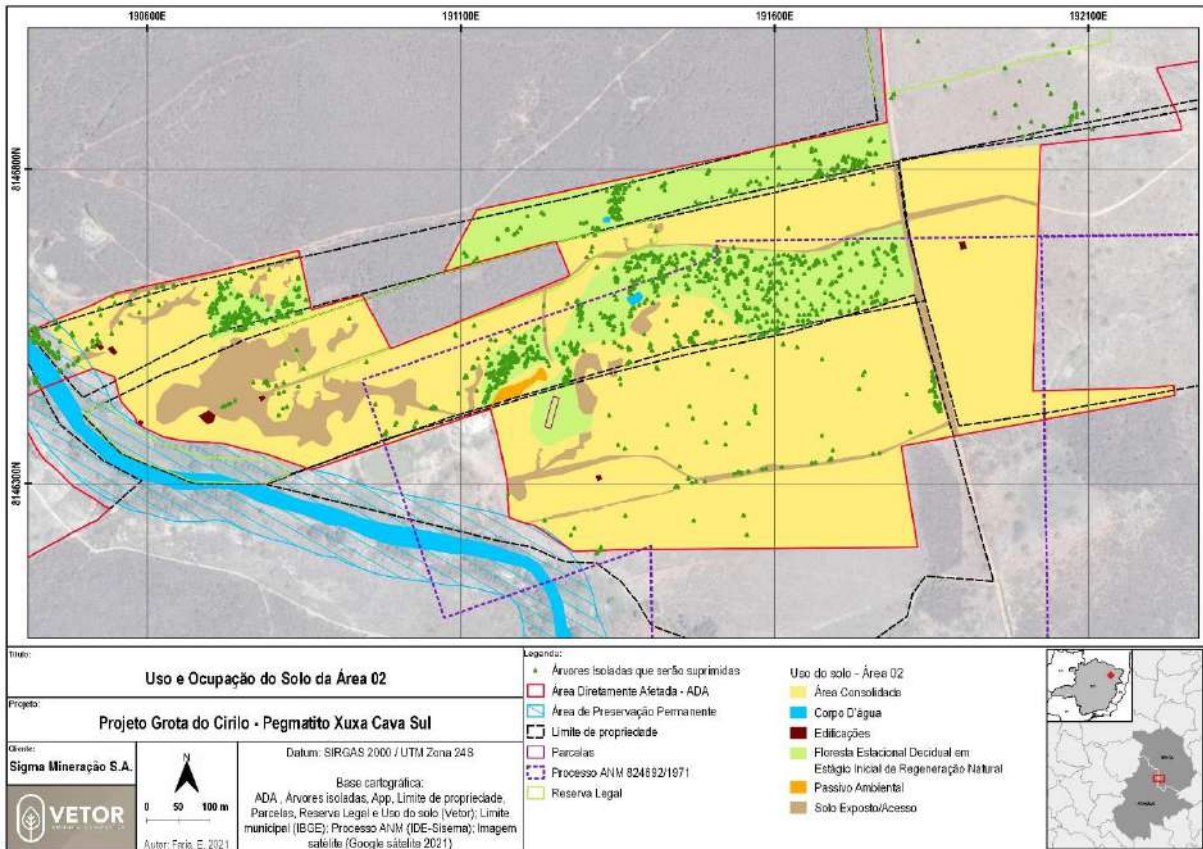 190600E 191100E 191600E 192100E
8146800N
8146300N
Título:
Uso e Ocupação do Solo da Área 02
Projeto:
Projeto Grota do Cirilo - Pegmatito Xuxa Cava Sul
Cliente:
Sigma Mineração S.A.
VETOR
N
0 50 100 m
Autor: Faria, E. 2021
Datum: SIRGAS 2000 / UTM Zona 24S
Base cartográfica:
ADA , Árvores isoladas, App, Limite de propriedade,
Parcelas, Reserva Legal e Uso do solo (Vetor); Limite
municipal (IBGE); Processo ANM (IDE-Sisema); Imagem
satélite (Google satélite 2021)
Legenda:
Árvores Isoladas que serão suprimidas
Área Diretamente Afetada - ADA
Área de Preservação Permanente
Limite de propriedade
Parcelas
Processo ANM 824692/1971
Reserva Legal
Uso do solo - Área 02
Área Consolidada
Corpo D'água
Edificações
Floresta Estacional Decidual em
Estágio Inicial de Regeneração Natural
Passivo Ambiental
Solo Exposto/Acesso